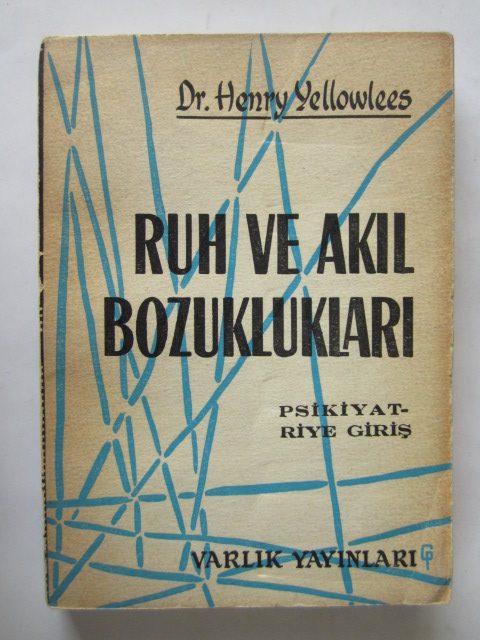 Dr. Henry Yellowlees
RUH VE AKIL
BOZUKLUKLARI
PSİKİYAT-
RİYE GİRİŞ
VARLIK YAYINLARI